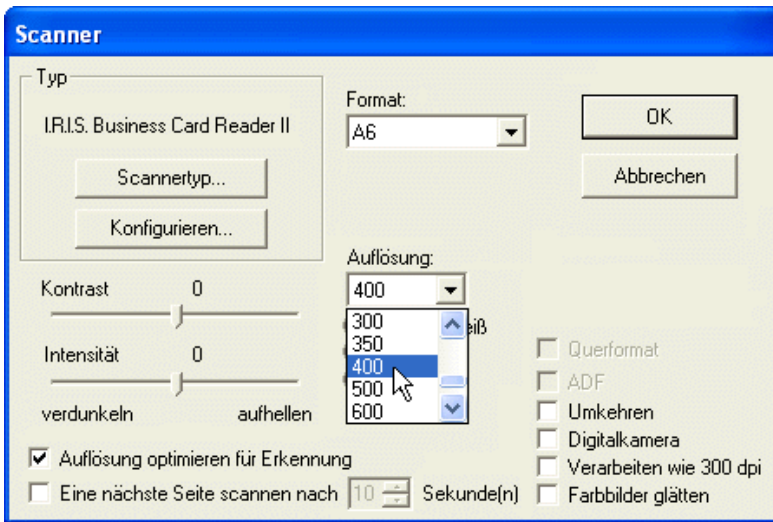 Scanner
Typ
I.R.I.S. Business Card Reader II
Scannertyp...
Konfigurieren...
Format:
A6
OK
Abbrechen
Auflösung:
400
300
350
400
500
600
eiß
Kontrast 0
Intensität 0
verdunkeln aufhellen
Querformat
ADF
Umkehren
Digitalkamera
Verarbeiten wie 300 dpi
Farbbilder glätten
Auflösung optimieren für Erkennung
Eine nächste Seite scannen nach 10 Sekunde(n)